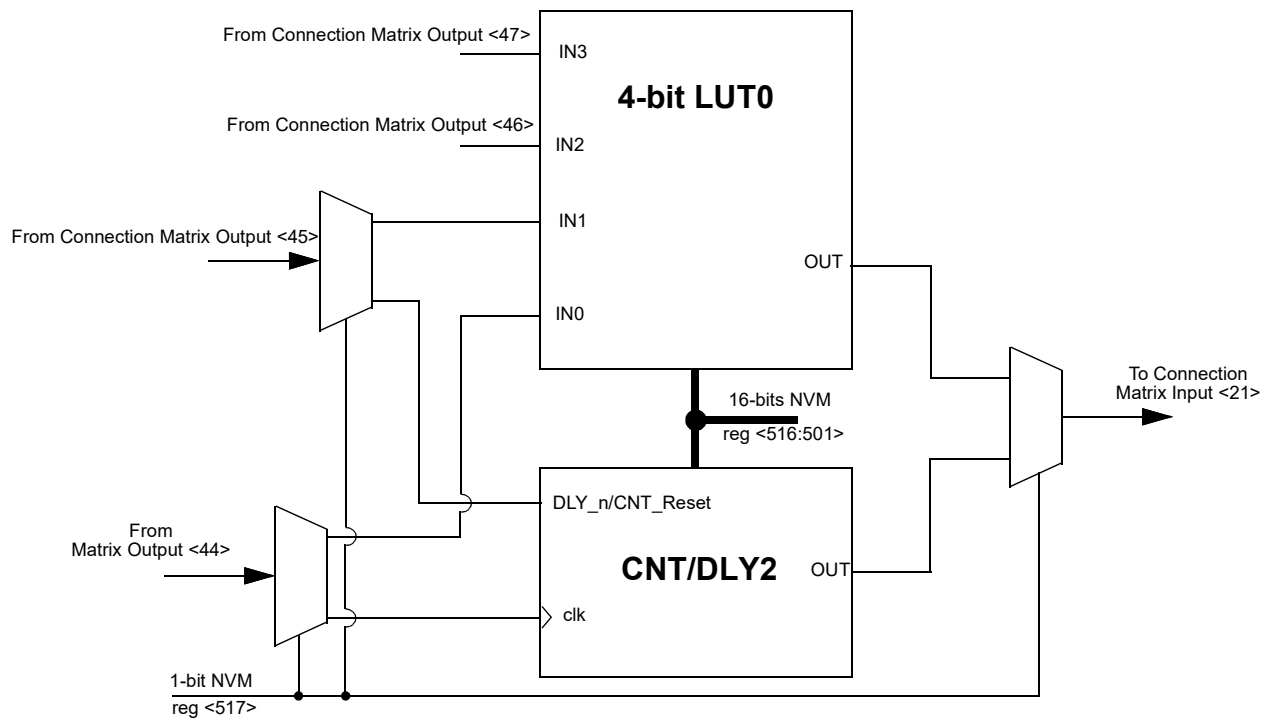 From Connection Matrix Output <47>
IN3
4-bit LUT0
From Connection Matrix Output <46>
IN2
IN1
From Connection Matrix Output <45>
OUT
IN0
To Connection
Matrix Input <21>
16-bits NVM
reg <516:501>
DLY_n/CNT_Reset
From
Matrix Output <44>
CNT/DLY2
OUT
clk
1-bit NVM
reg <517>